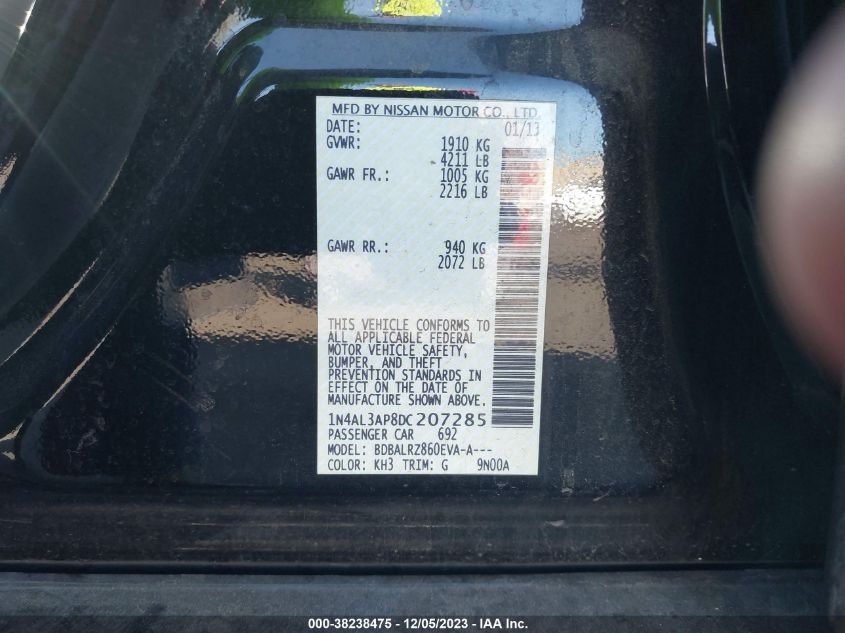 MFD BY NISSAN MOTOR CO., LTD.
DATE: 01/13
GVWR: 1910 KG
4211 LB
GAWR FR.: 1005 KG
2216 LB
GAWR RR.: 940 KG
2072 LB
THIS VEHICLE CONFORMS TO
ALL APPLICABLE FEDERAL
MOTOR VEHICLE SAFETY,
BUMPER, AND THEFT
PREVENTION STANDARDS IN
EFFECT ON THE DATE OF
MANUFACTURE SHOWN ABOVE.
1N4AL3AP8DC207285
PASSENGER CAR 692
MODEL: BDBALRZ860EVA-A---
COLOR: KH3 TRIM: G 9N00A
000-38238475 - 12/05/2023 - IAA Inc.